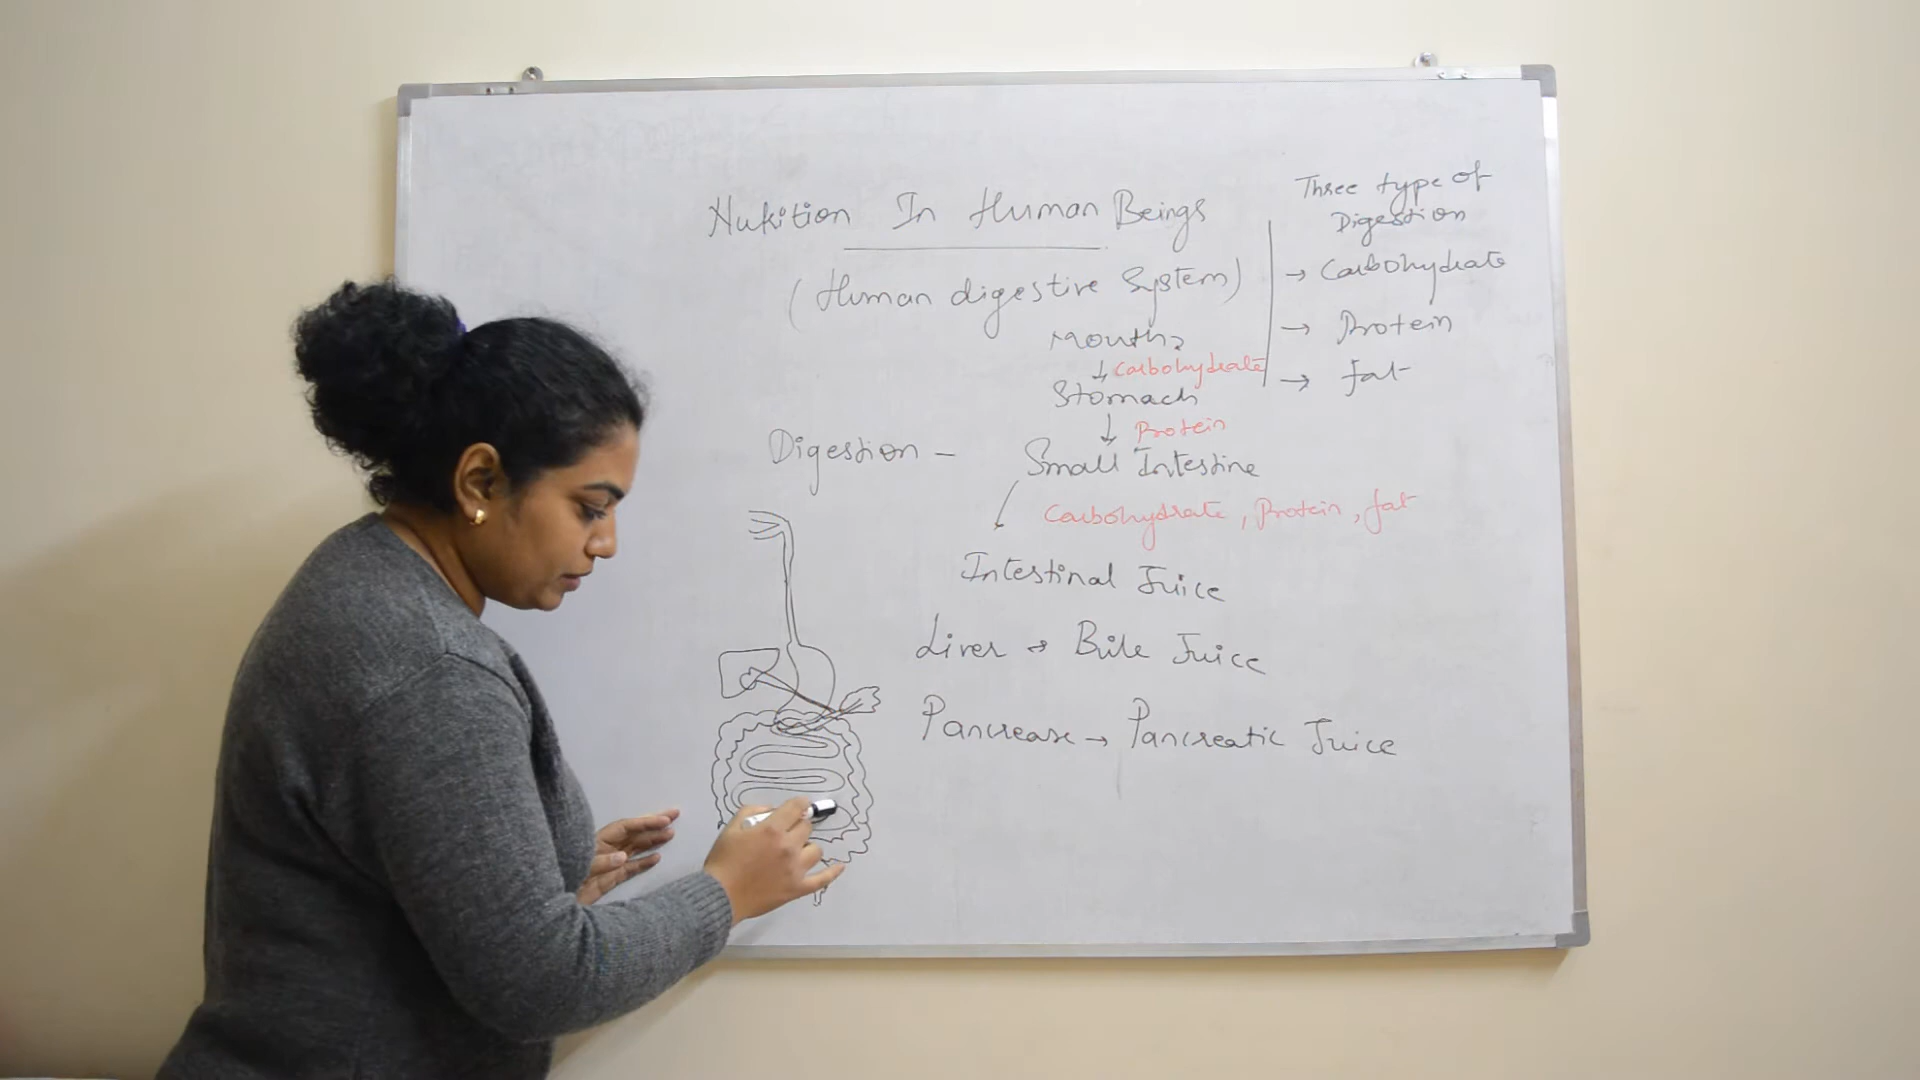 Nutrition In Human Beings
(Human digestive System)
Three type of
Digestion
→ Carbohydrate
→ Protein
→ fat
Mouth
↓ Carbohydrate
Stomach
↓ Protein
Digestion - Small Intestine
Carbohydrate, Protein, fat
Intestinal Juice
Liver → Bile Juice
Pancrease → Pancreatic Juice